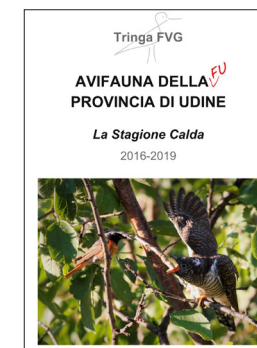 Tringa FVG
AVIFAUNA DELLA FU
PROVINCIA DI UDINE
La Stagione Calda
2016-2019